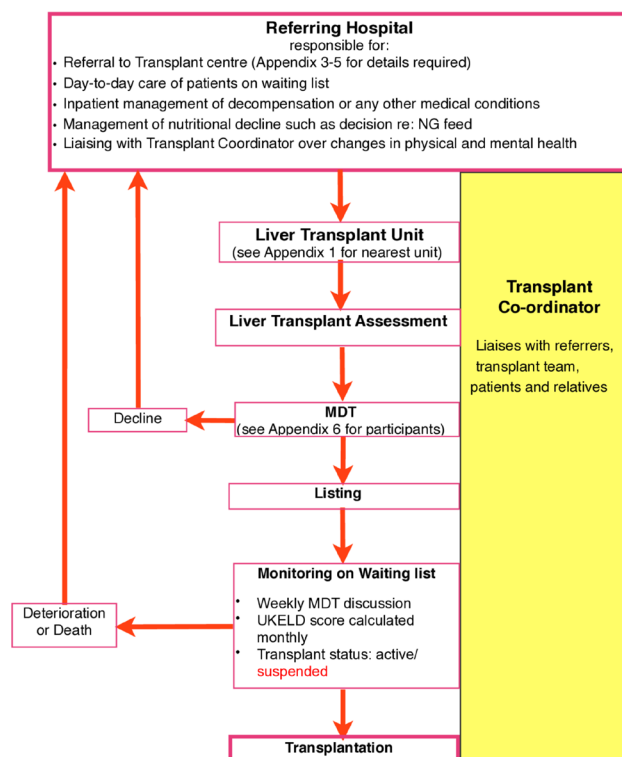 Referring Hospital
responsible for:
• Referral to Transplant centre (Appendix 3-5 for details required)
• Day-to-day care of patients on waiting list
• Inpatient management of decompensation or any other medical conditions
• Management of nutritional decline such as decision re: NG feed
• Liaising with Transplant Coordinator over changes in physical and mental health
Liver Transplant Unit
(see Appendix 1 for nearest unit)
Transplant
Co-ordinator
Liaises with referrers,
transplant team,
patients and relatives
Liver Transplant Assessment
MDT
(see Appendix 6 for participants)
Decline
Listing
Monitoring on Waiting list
• Weekly MDT discussion
• UKELD score calculated
monthly
• Transplant status: active/
suspended
Deterioration
or Death
Transplantation